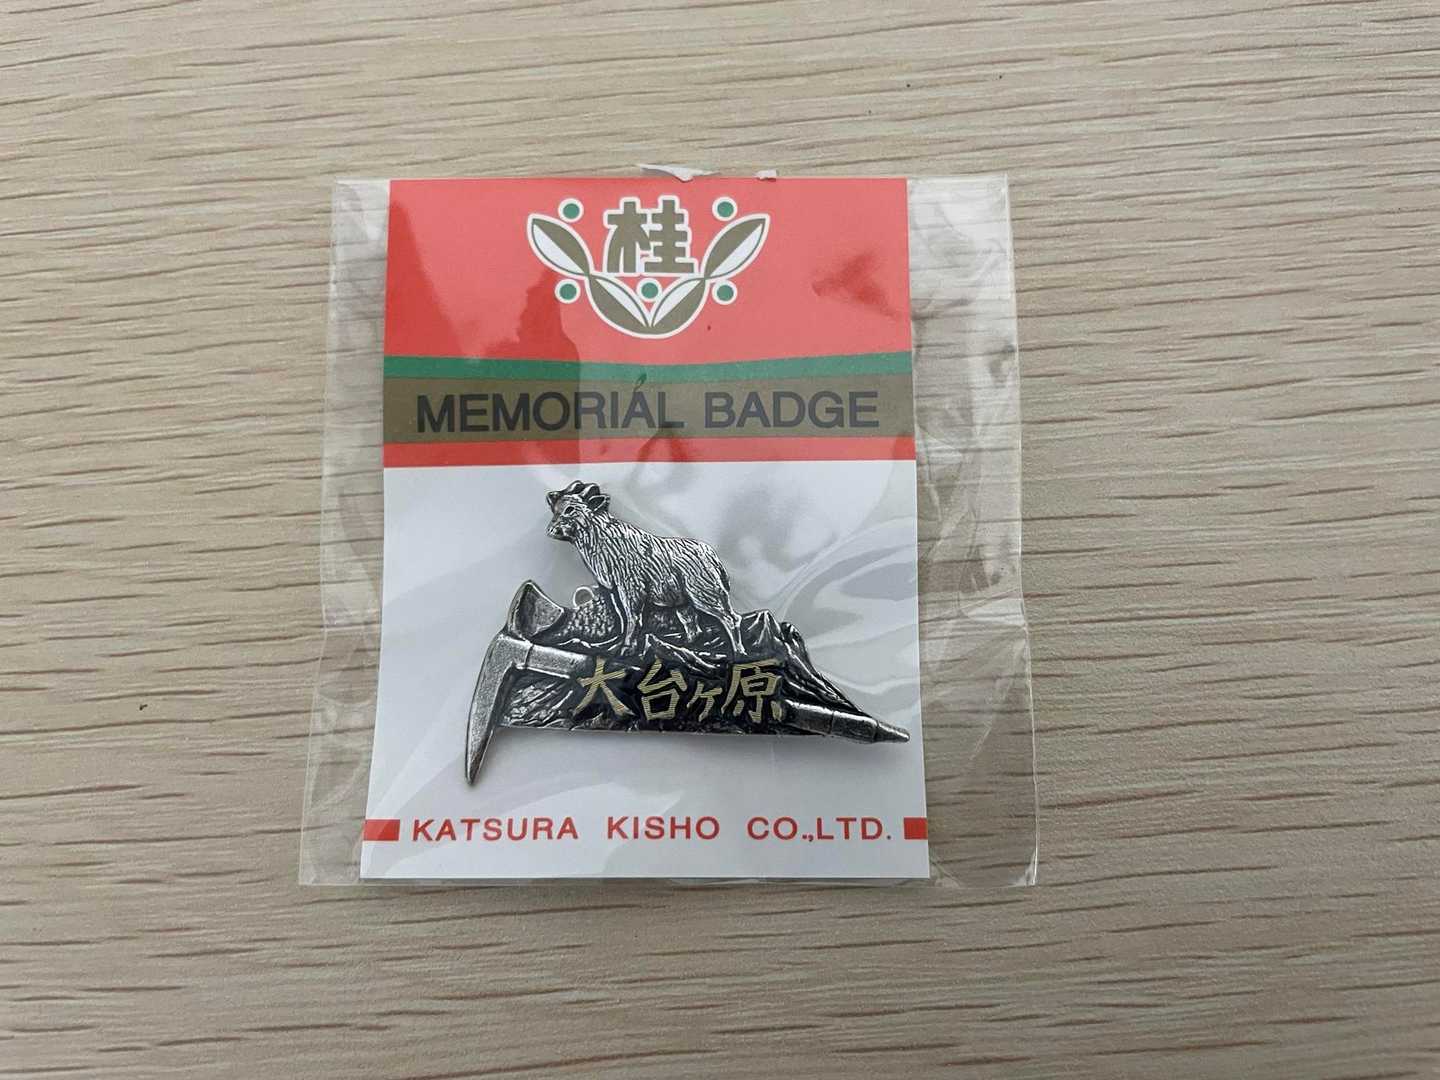 桂
MEMORIAL BADGE
大台ヶ原
KATSURA KISHO CO.,LTD.